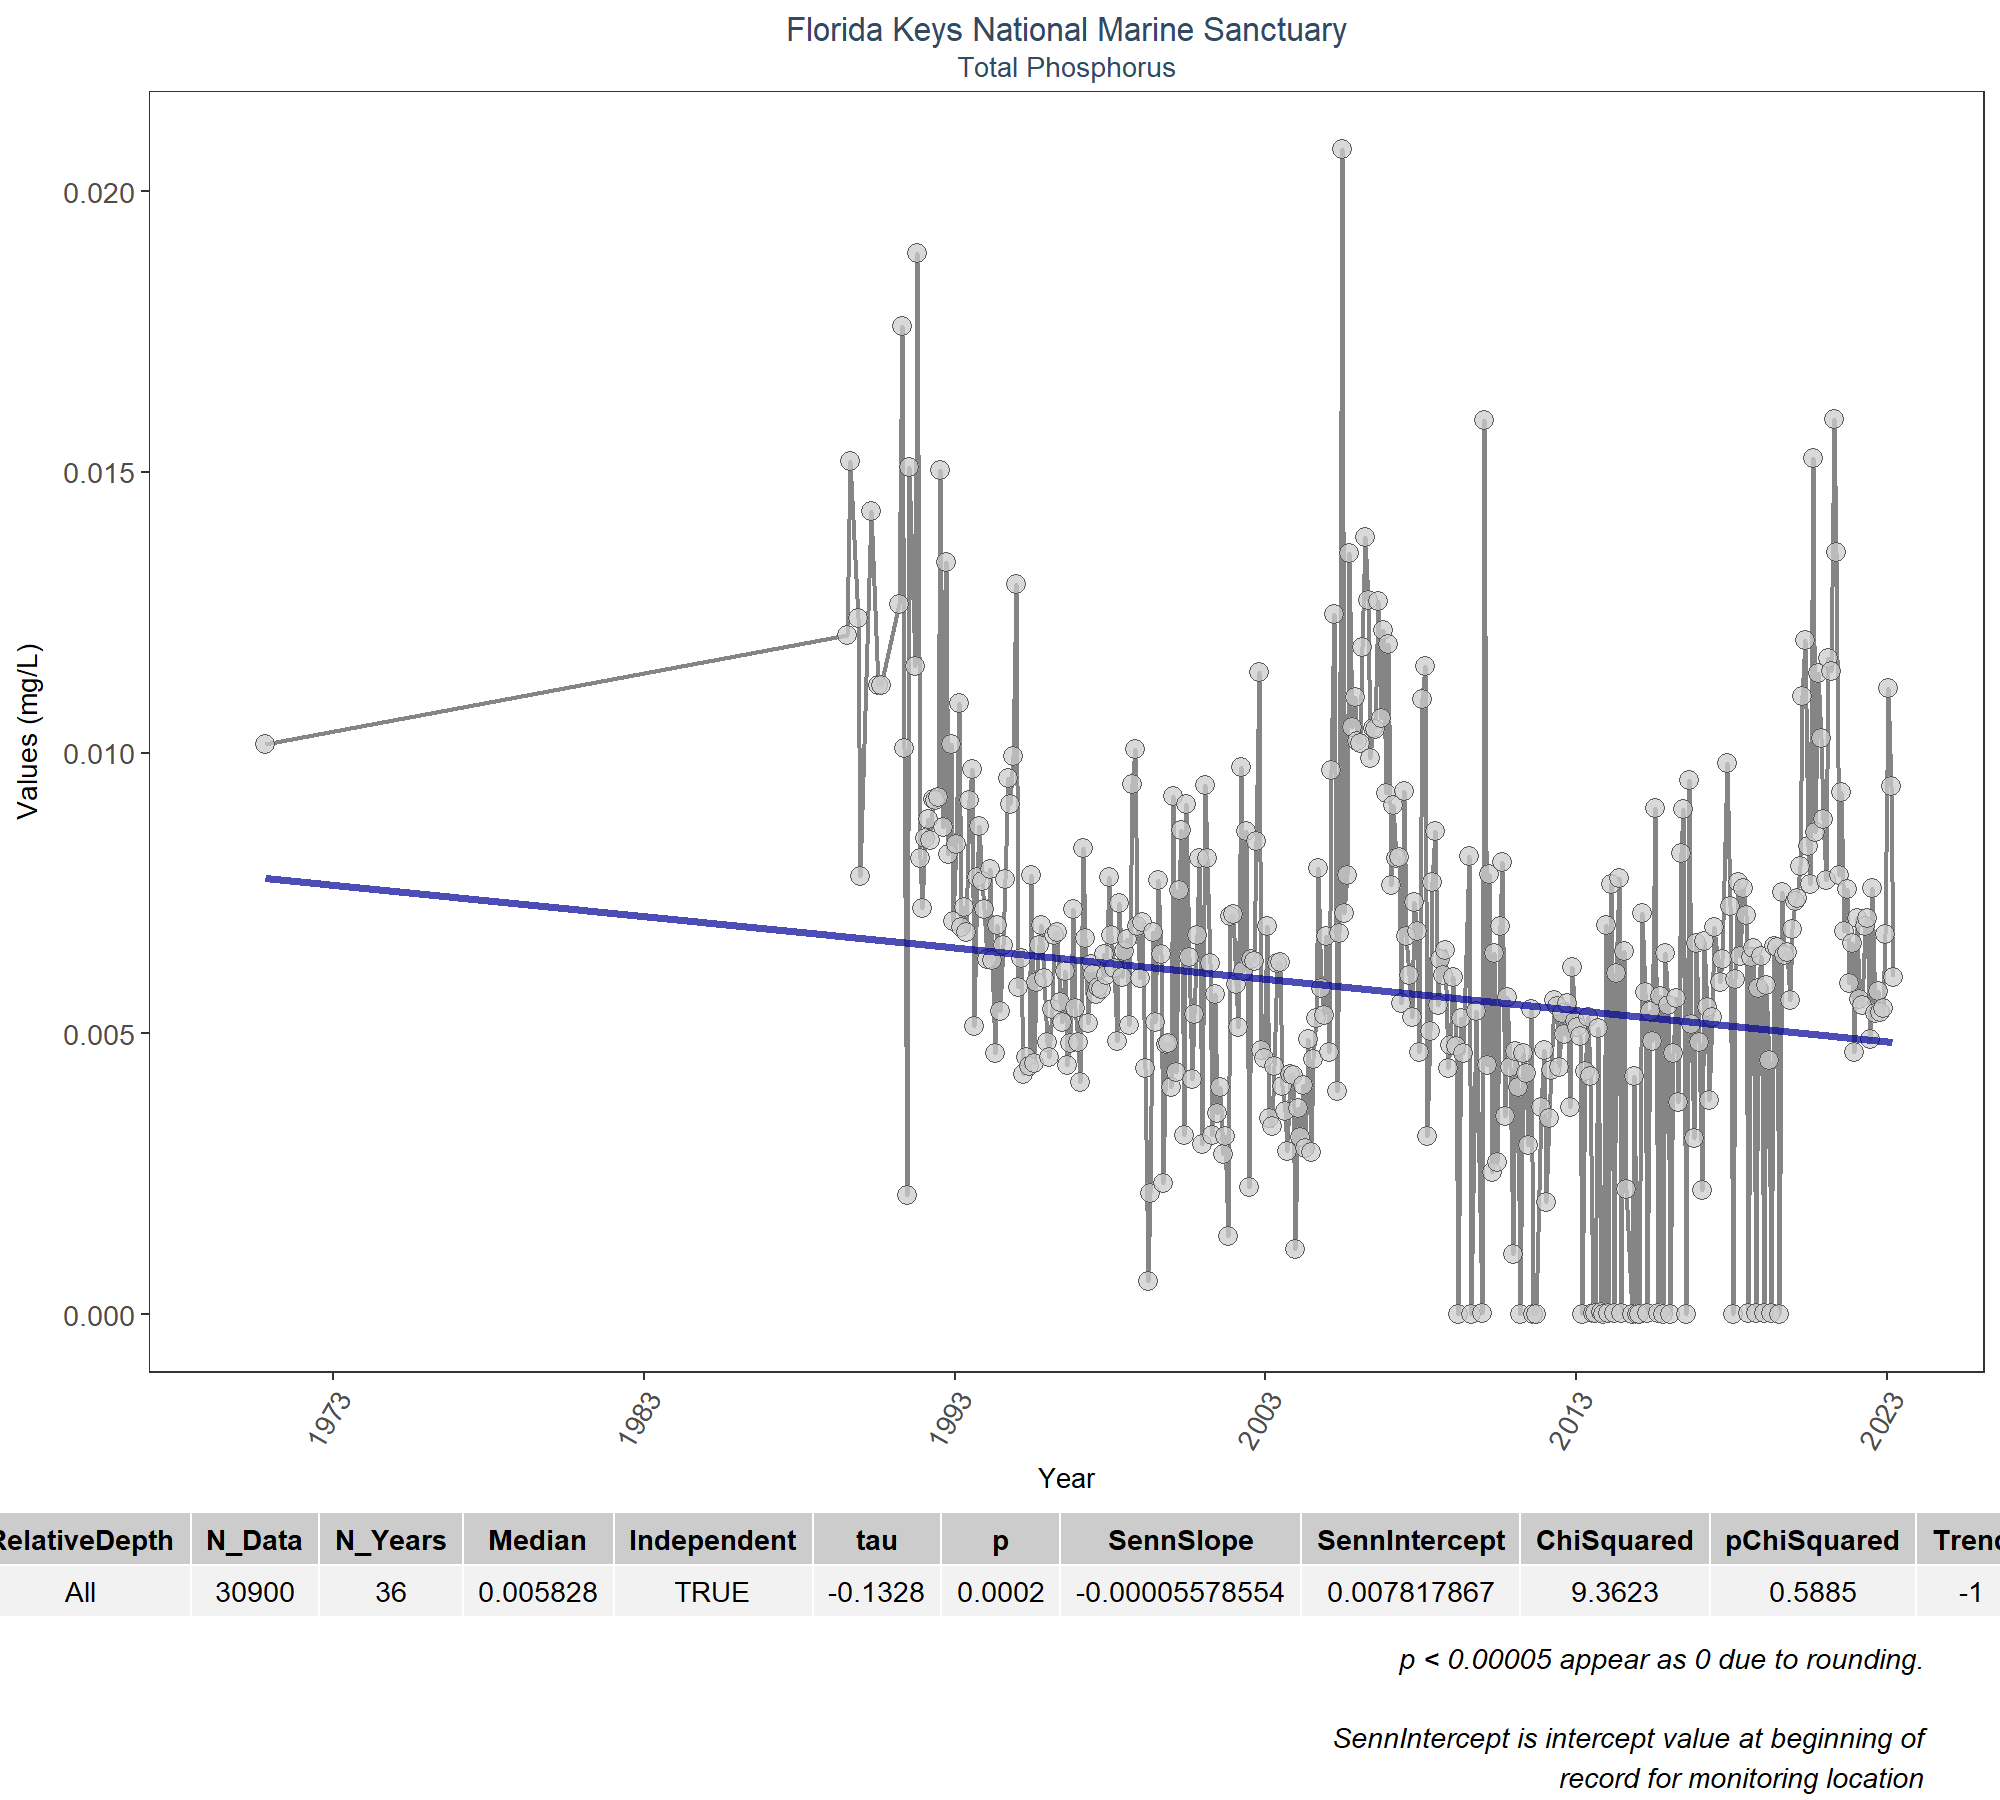 Florida Keys National Marine Sanctuary
Total Phosphorus
Values (mg/L)
0.020
0.015
0.010
0.005
0.000
1973 1983 1993 2003 2013 2023
Year
RelativeDepth N_Data N_Years Median Independent tau p SennSlope SennIntercept ChiSquared pChiSquared Trend
All 30900 36 0.005828 TRUE -0.1328 0.0002 -0.00005578554 0.007817867 9.3623 0.5885 -1
p < 0.00005 appear as 0 due to rounding.
SennIntercept is intercept value at beginning of
record for monitoring location